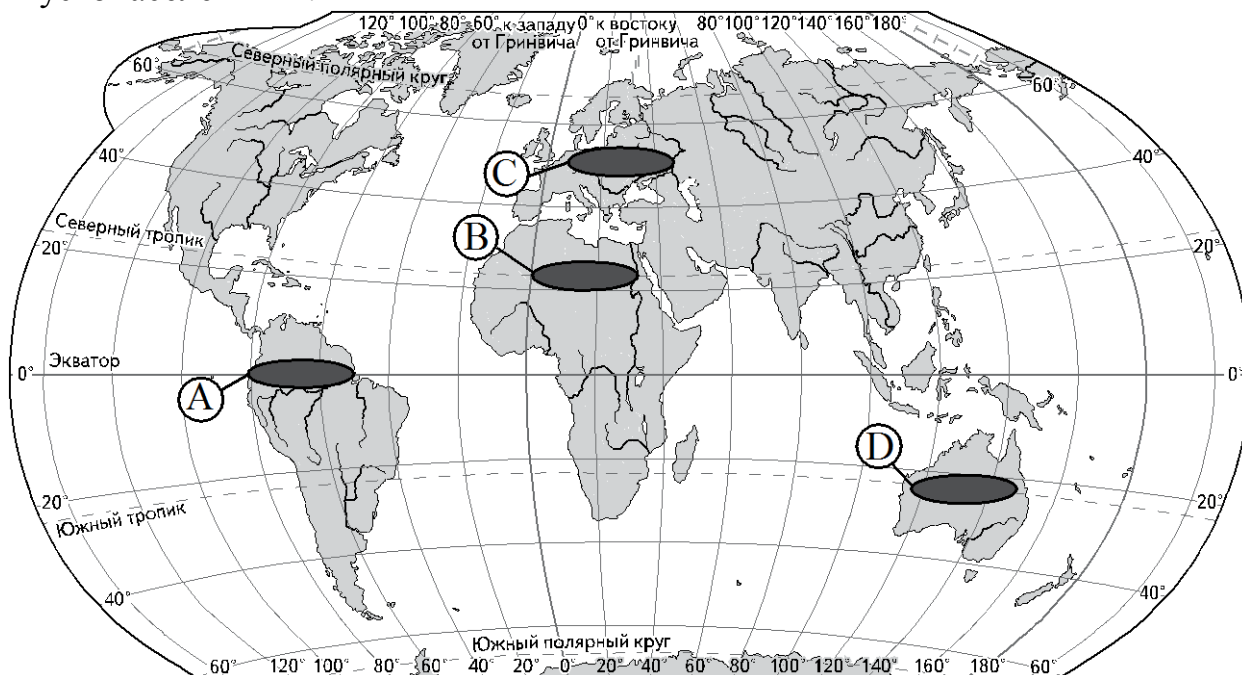 120° 100° 80° 60° к западу 0° к востоку 80° 100° 120° 140° 160° 180°
от Гринвича от Гринвича
60° Северный полярный круг 60°
40° C 40°
Северный тропик B
20° 20°
Экватор
0° 0°
A
D
20° 20°
Южный тропик
40° 40°
Южный полярный круг
60° 120° 100° 80° 60° 40° 20° 0° 20° 40° 60° 80° 100° 120° 140° 160° 180° 60°